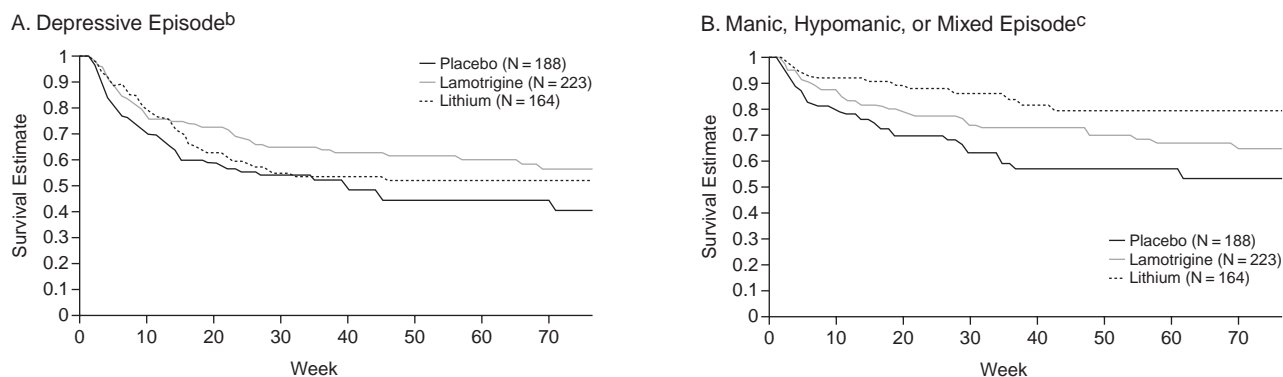 A. Depressive Episodeb
Placebo (N = 188)
Lamotrigine (N = 223)
Lithium (N = 164)
Survival Estimate
1
0.9
0.8
0.7
0.6
0.5
0.4
0.3
0.2
0.1
0
0 10 20 30 40 50 60 70
Week
B. Manic, Hypomanic, or Mixed Episodec
Survival Estimate
1
0.9
0.8
0.7
0.6
0.5
0.4
0.3
0.2
0.1
0
Placebo (N = 188)
Lamotrigine (N = 223)
Lithium (N = 164)
0 10 20 30 40 50 60 70
Week